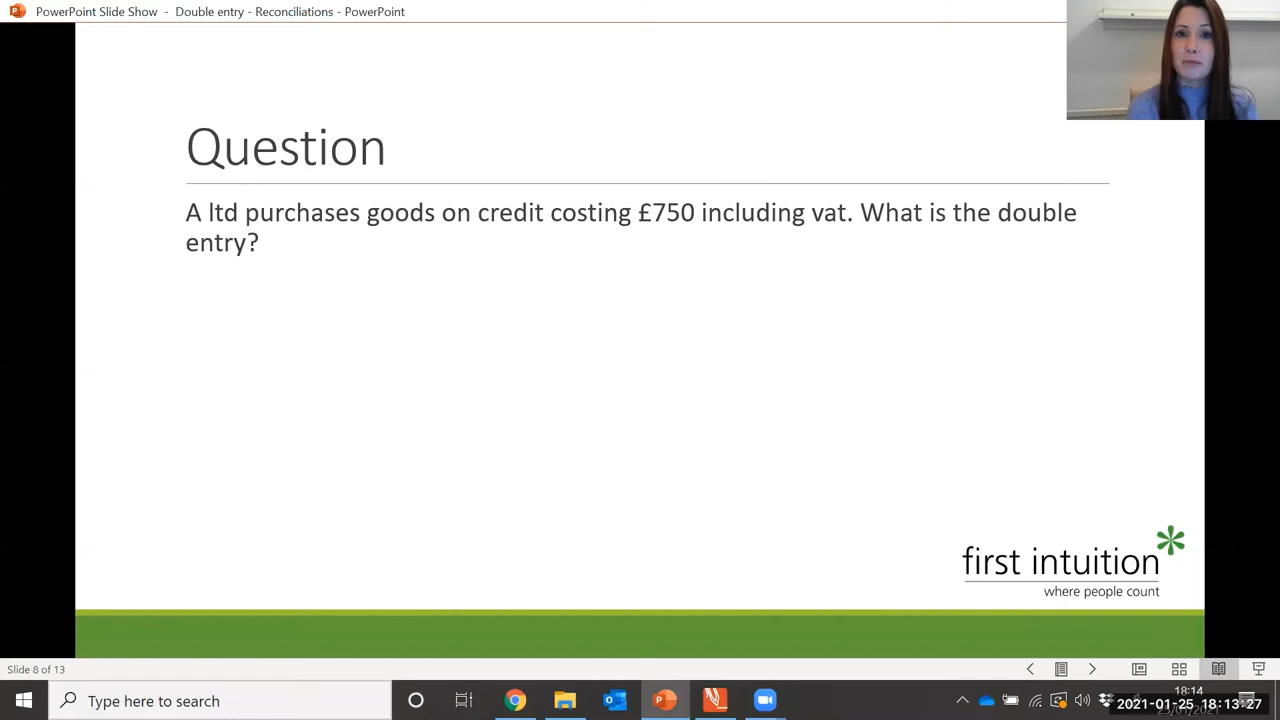 PowerPoint Slide Show - Double entry - Reconciliations - PowerPoint
Question
A ltd purchases goods on credit costing £750 including vat. What is the double
entry?
first intuition
where people count
Slide 8 of 13
Type here to search
18:14
2021-01-25 18:13:27